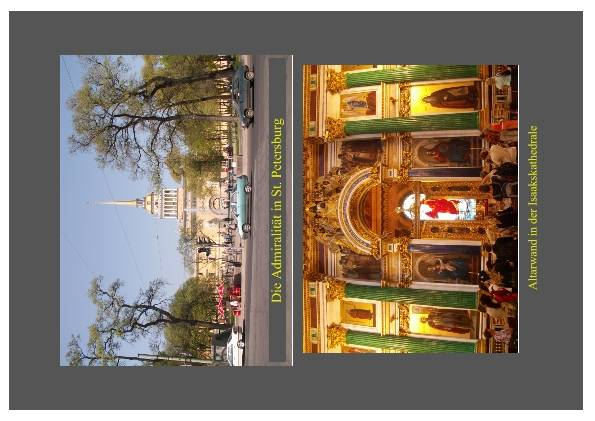 Die Admiralität in St. Petersburg
Altarwand in der Isaakskathedrale